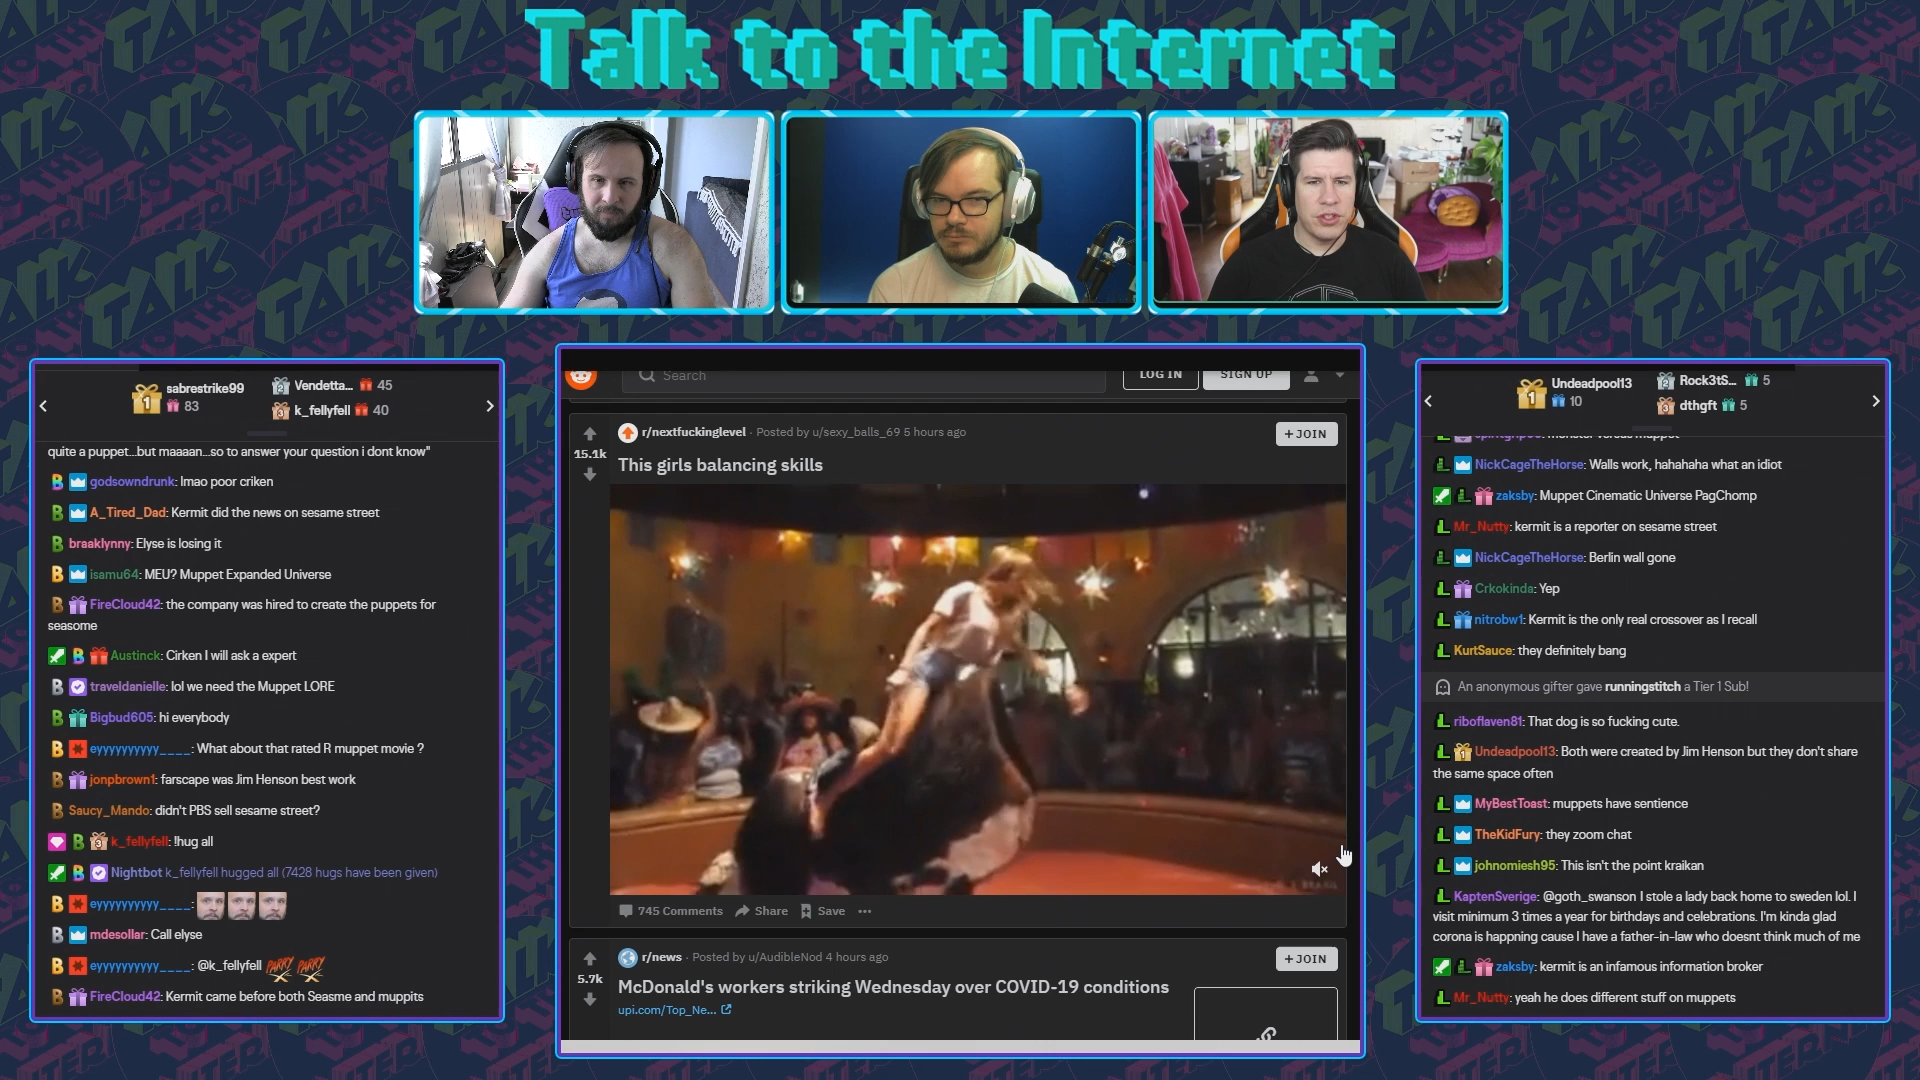 Talk to the Internet
sabrestrike99
83
Vendetta... 45
k_fellyfell 40
quite a puppet...but maaaan...so to answer your question i dont know"
godsowndrunk: lmao poor criken
A_Tired_Dad: Kermit did the news on sesame street
braaklynny: Elyse is losing it
isamu64: MEU? Muppet Expanded Universe
FireCloud42: the company was hired to create the puppets for
seasome
Austinck: Cirken I will ask a expert
traveldanielle: lol we need the Muppet LORE
Bigbud605: hi everybody
eyyyyyyyyyy____: What about that rated R muppet movie ?
jonpbrown1: farscape was Jim Henson best work
Saucy_Mando: didn't PBS sell sesame street?
k_fellyfell: !hug all
Nightbot k_fellyfell hugged all (7428 hugs have been given)
eyyyyyyyyyy____:
mdesollar: Call elyse
eyyyyyyyyyy____: @k_fellyfell PARRY PARRY
FireCloud42: Kermit came before both Seasme and muppits
Search
LOG IN
SIGN UP
15.1k
r/nextfuckinglevel · Posted by u/sexy_balls_69 5 hours ago
+ JOIN
This girls balancing skills
745 Comments Share Save ...
5.7k
r/news · Posted by u/AudibleNod 4 hours ago
+ JOIN
McDonald's workers striking Wednesday over COVID-19 conditions
upi.com/Top_Ne...
Undeadpool13
10
Rock3tS... 5
dthgft 5
NickCageTheHorse: Walls work, hahahaha what an idiot
zaksby: Muppet Cinematic Universe PagChomp
Mr_Nutty: kermit is a reporter on sesame street
NickCageTheHorse: Berlin wall gone
Crkokinda: Yep
nitrobw1: Kermit is the only real crossover as I recall
KurtSauce: they definitely bang
An anonymous gifter gave runningstitch a Tier 1 Sub!
riboflaven81: That dog is so fucking cute.
Undeadpool13: Both were created by Jim Henson but they don't share
the same space often
MyBestToast: muppets have sentience
TheKidFury: they zoom chat
johnomiesh95: This isn't the point kraikan
KaptenSverige: @goth_swanson I stole a lady back home to sweden lol. I
visit minimum 3 times a year for birthdays and celebrations. I'm kinda glad
corona is happning cause I have a father-in-law who doesnt think much of me
zaksby: kermit is an infamous information broker
Mr_Nutty: yeah he does different stuff on muppets